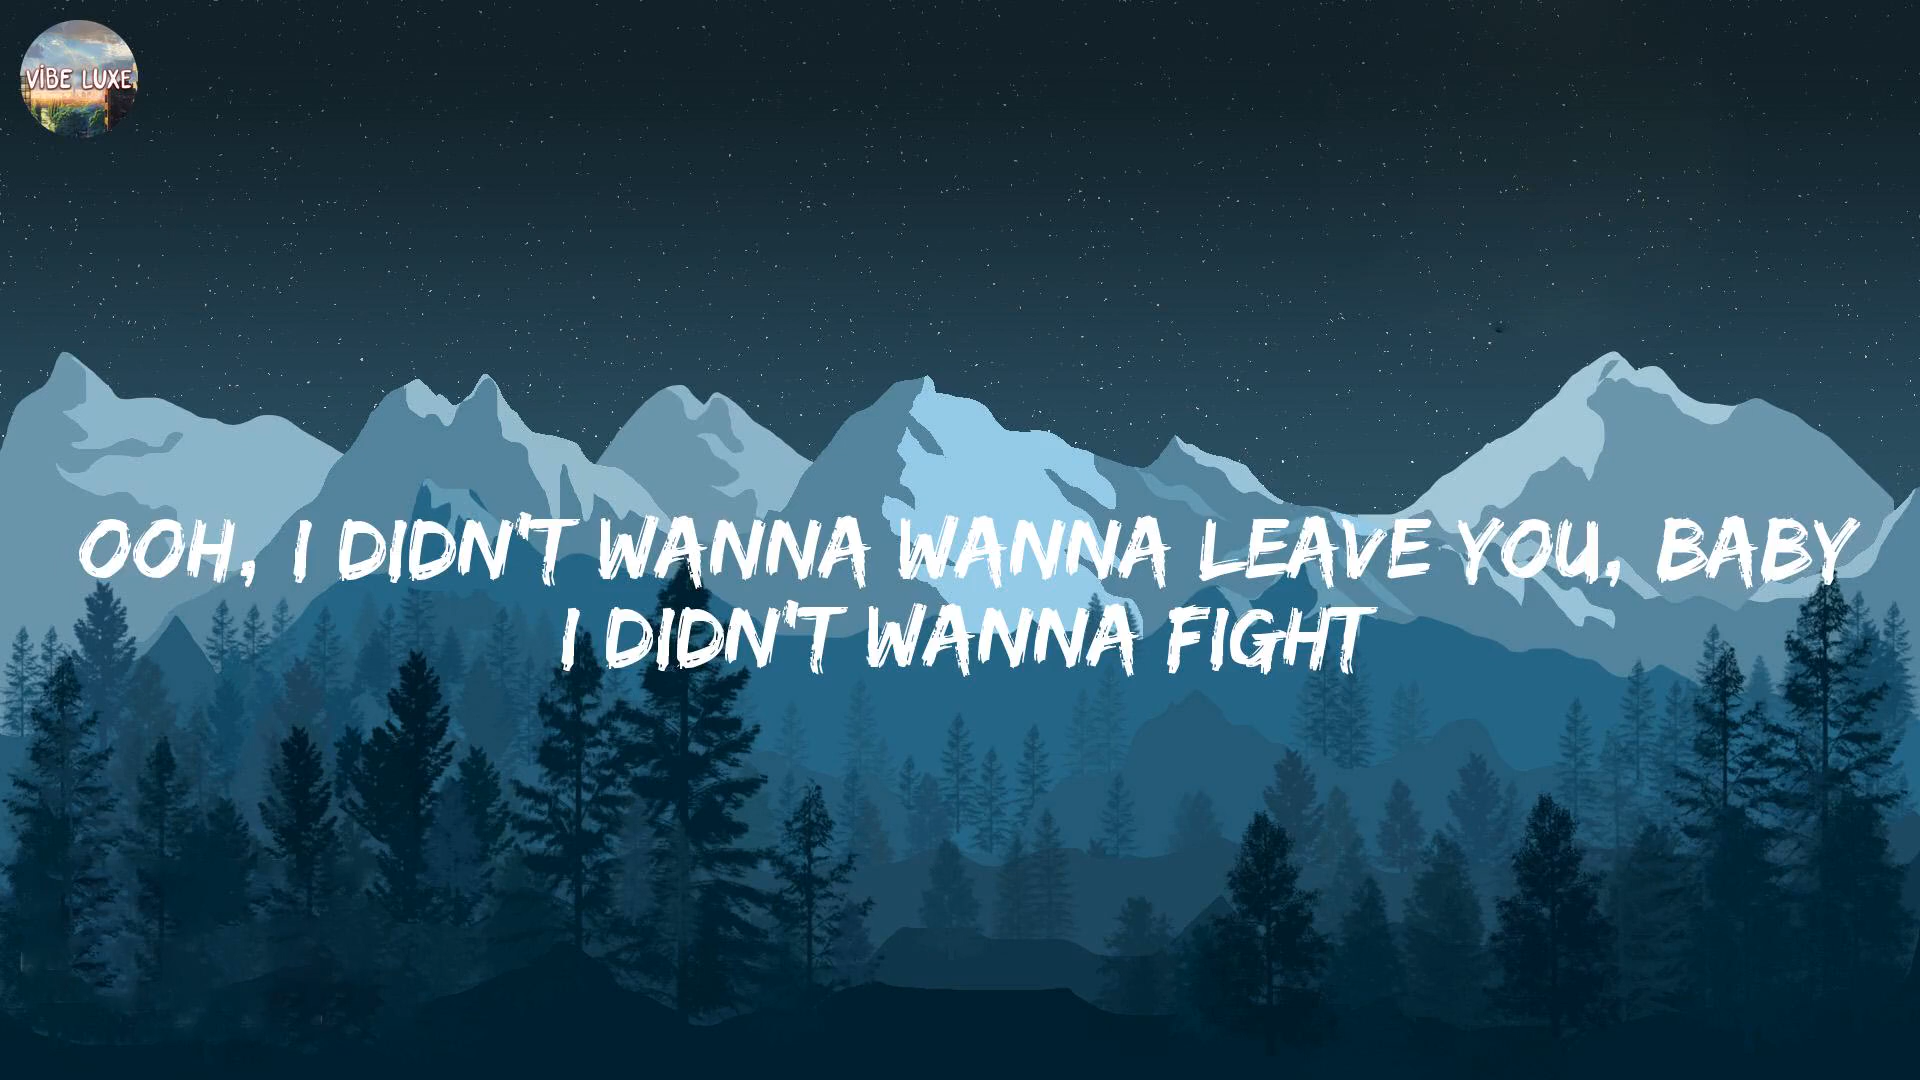 VIBE LUXE
OOH, I DIDN'T WANNA WANNA LEAVE YOU, BABY
I DIDN'T WANNA FIGHT